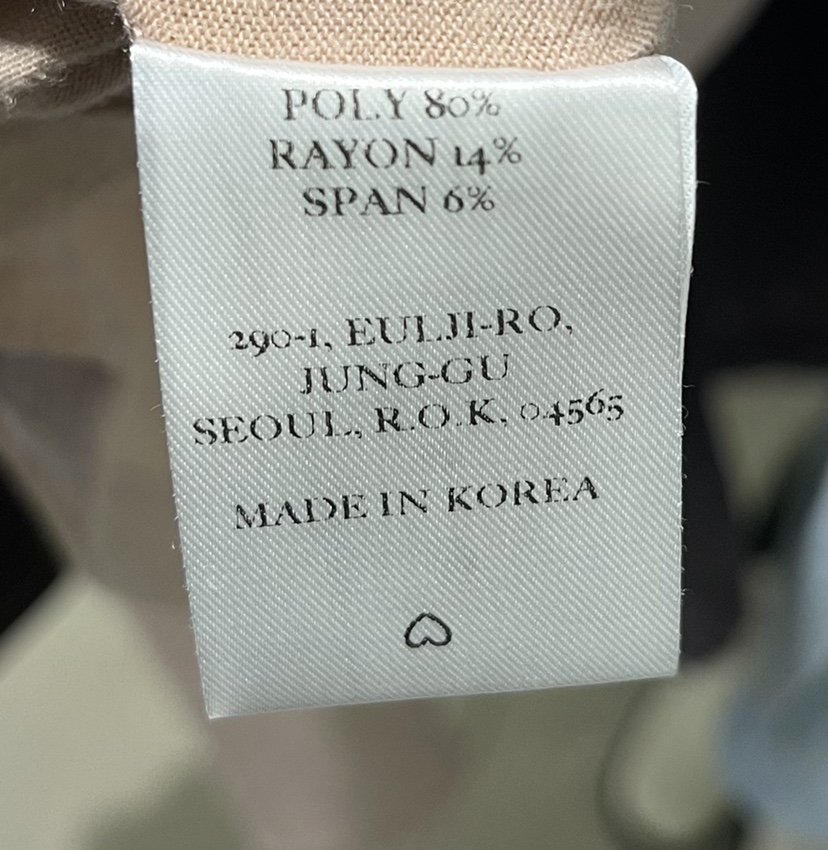 POLY 80%
RAYON 14%
SPAN 6%
290-1, EULJI-RO,
JUNG-GU
SEOUL, R.O.K, 04565
MADE IN KOREA